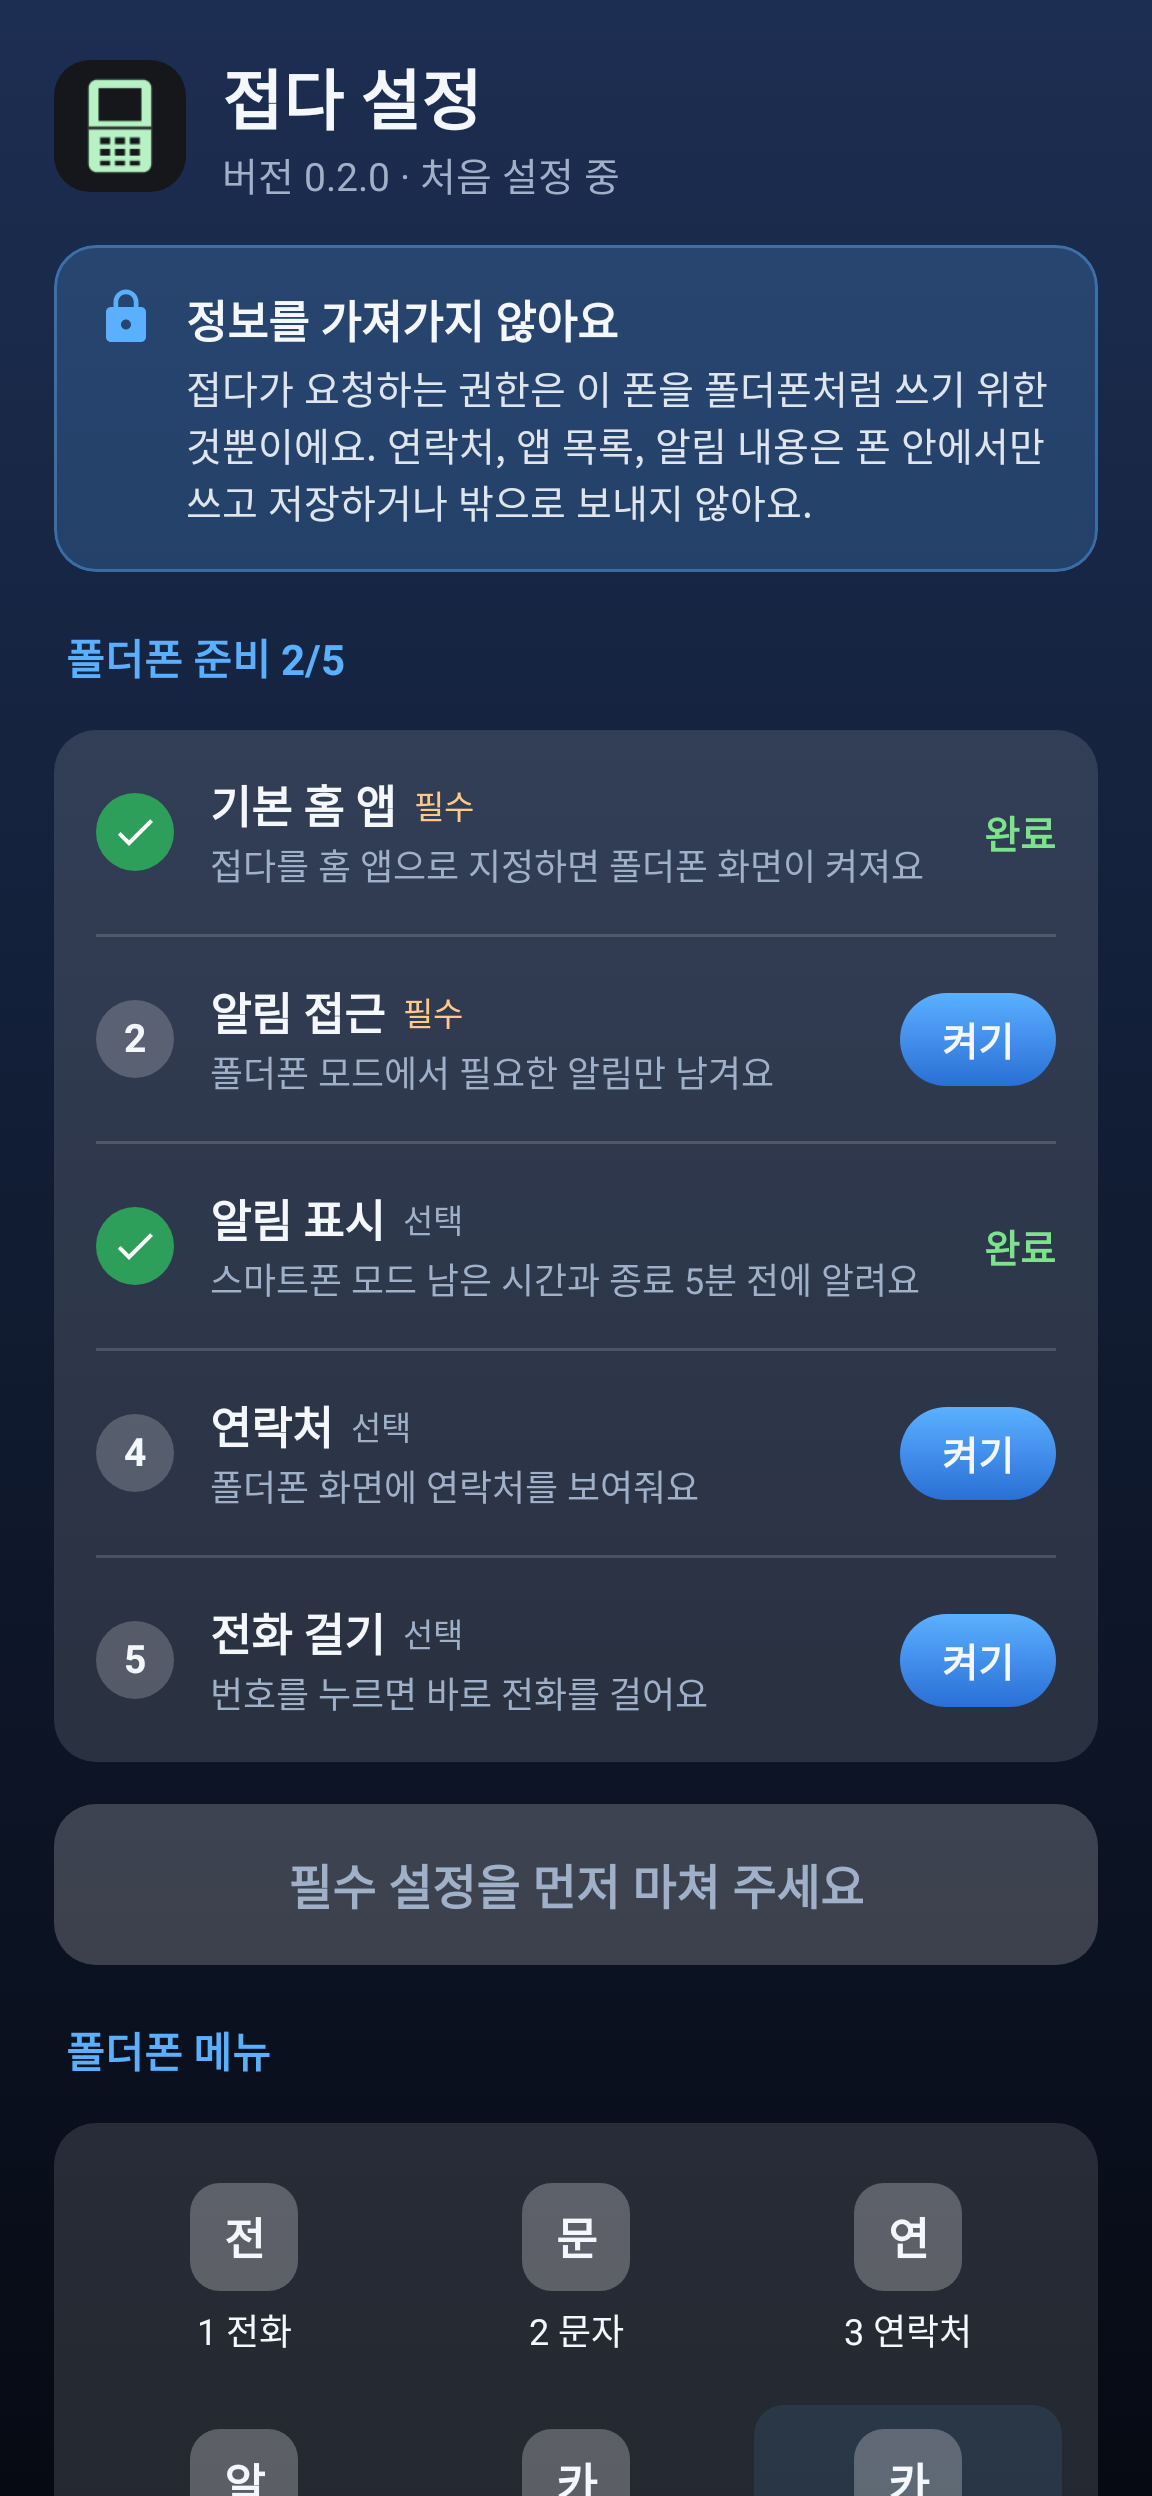 접다 설정
버전 0.2.0 · 처음 설정 중
정보를 가져가지 않아요
접다가 요청하는 권한은 이 폰을 폴더폰처럼 쓰기 위한
것뿐이에요. 연락처, 앱 목록, 알림 내용은 폰 안에서만
쓰고 저장하거나 밖으로 보내지 않아요.
폴더폰 준비 2/5
기본 홈 앱 필수
접다를 홈 앱으로 지정하면 폴더폰 화면이 켜져요
완료
2
알림 접근 필수
폴더폰 모드에서 필요한 알림만 남겨요
켜기
알림 표시 선택
스마트폰 모드 남은 시간과 종료 5분 전에 알려요
완료
4
연락처 선택
폴더폰 화면에 연락처를 보여줘요
켜기
5
전화 걸기 선택
번호를 누르면 바로 전화를 걸어요
켜기
필수 설정을 먼저 마쳐 주세요
폴더폰 메뉴
전 문 연
1 전화 2 문자 3 연락처
알 카 카